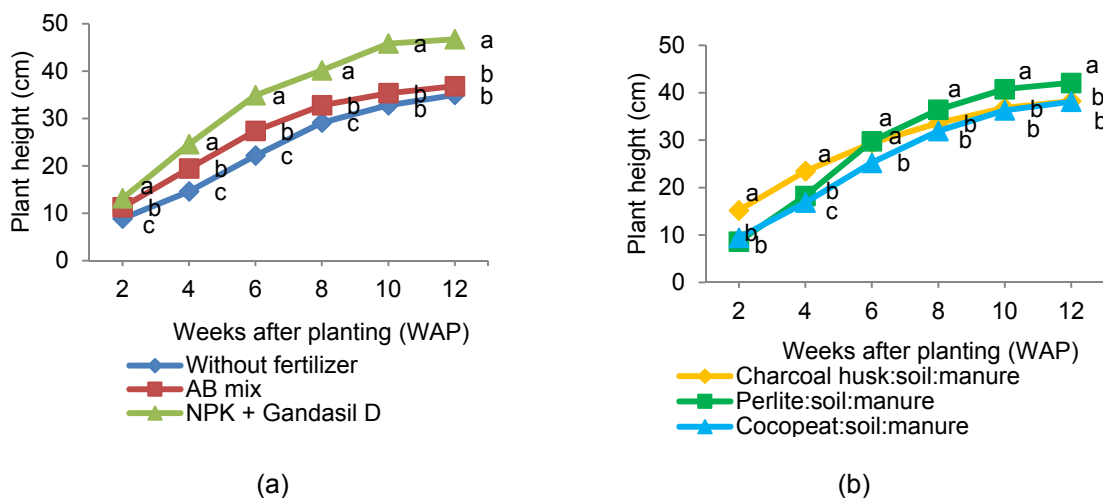 50
40
30
20
10
0
Plant height (cm)
a
b
c
a
b
c
a
b
c
a
b
c
a
b
b
a
b
b
2 4 6 8 10 12
Weeks after planting (WAP)
Without fertilizer
AB mix
NPK + Gandasil D
(a)
50
40
30
20
10
0
Plant height (cm)
a
b
b
a
b
c
a
a
b
a
b
b
a
b
b
a
b
b
2 4 6 8 10 12
Weeks after planting (WAP)
Charcoal husk:soil:manure
Perlite:soil:manure
Cocopeat:soil:manure
(b)